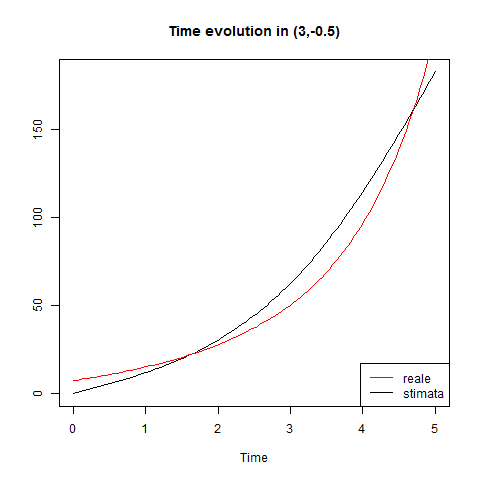 Time evolution in (3,-0.5)
150
100
50
0
0 1 2 3 4 5
Time
reale
stimata